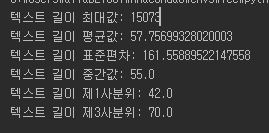 텍스트 길이 최대값: 15073
텍스트 길이 평균값: 57.75699328020003
텍스트 길이 표준편차: 161.55889522147558
텍스트 길이 중간값: 55.0
텍스트 길이 제1사분위: 42.0
텍스트 길이 제3사분위: 70.0